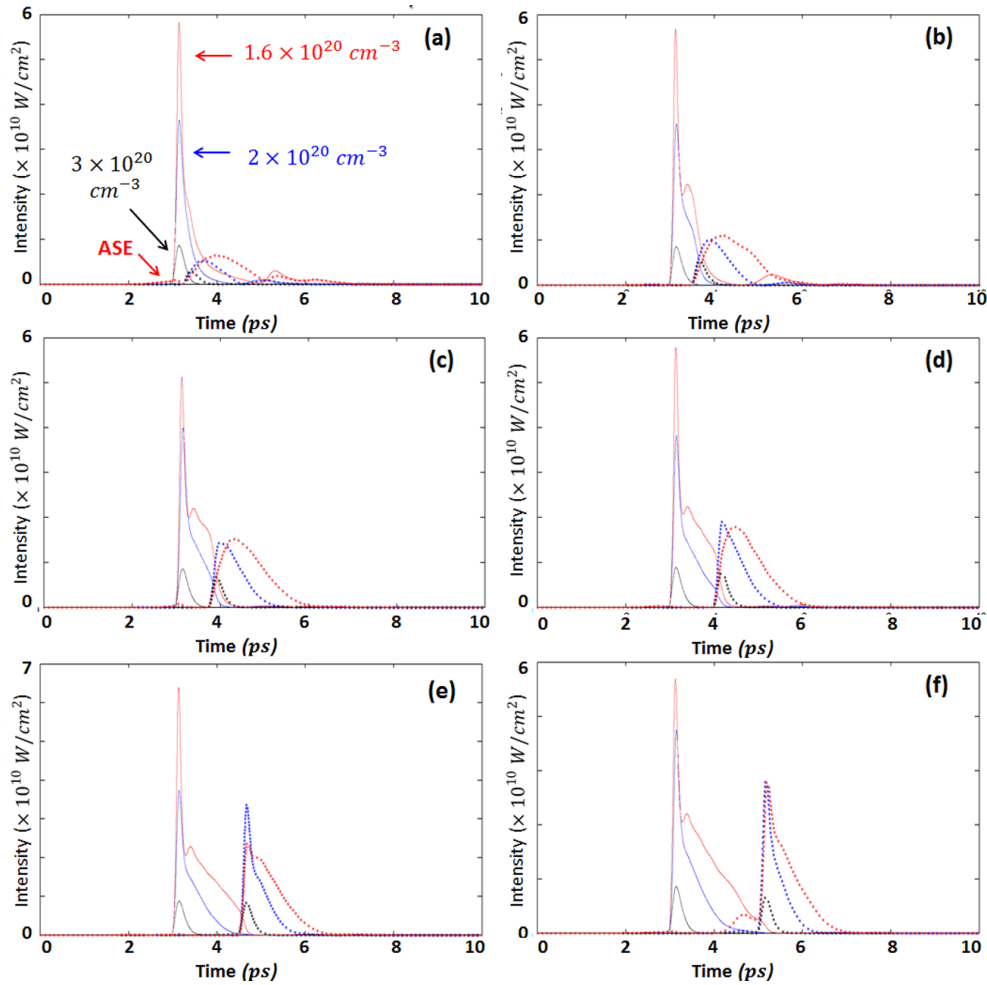 6
(a)
1.6 × 10^20 cm^−3
2 × 10^20 cm^−3
3 × 10^20
cm^−3
ASE
Intensity (× 10^10 W/cm^2)
0
0 2 4 6 8 10
Time (ps)
6
(b)
Intensity (× 10^10 W/cm^2)
0
0 2 4 6 8 10
Time (ps)
6
(c)
Intensity (× 10^10 W/cm^2)
0
0 2 4 6 8 10
Time (ps)
6
(d)
Intensity (× 10^10 W/cm^2)
0
0 2 4 6 8 10
Time (ps)
7
(e)
Intensity (× 10^10 W/cm^2)
0
0 2 4 6 8 10
Time (ps)
6
(f)
Intensity (× 10^10 W/cm^2)
0
0 2 4 6 8 10
Time (ps)